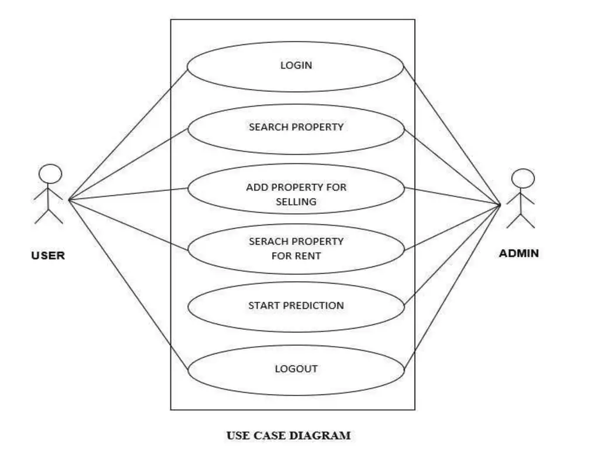 LOGIN
SEARCH PROPERTY
ADD PROPERTY FOR
SELLING
SERACH PROPERTY
FOR RENT
START PREDICTION
LOGOUT
USER
ADMIN
USE CASE DIAGRAM